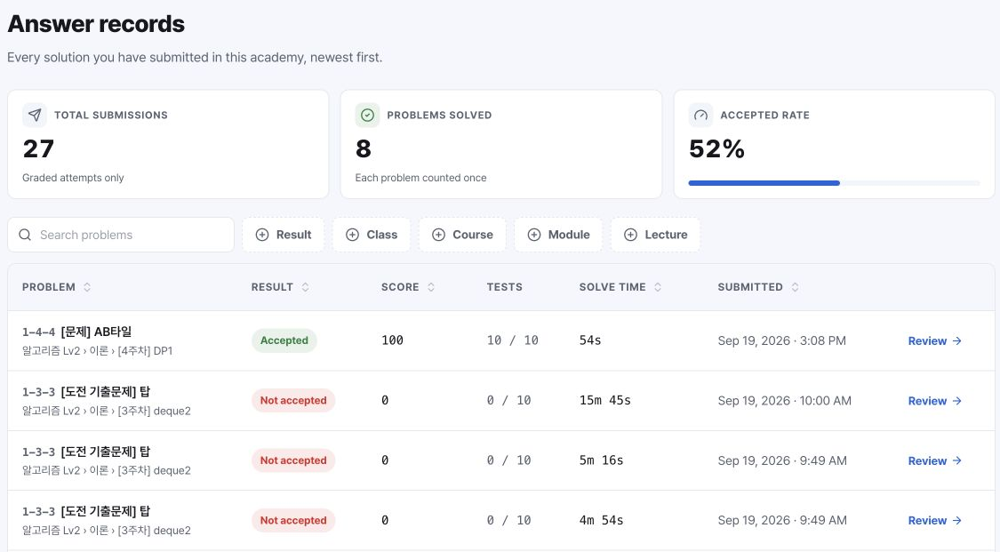 Answer records
Every solution you have submitted in this academy, newest first.
TOTAL SUBMISSIONS
27
Graded attempts only
PROBLEMS SOLVED
8
Each problem counted once
ACCEPTED RATE
52%
Search problems
Result
Class
Course
Module
Lecture
PROBLEM RESULT SCORE TESTS SOLVE TIME SUBMITTED
1-4-4 [문제] AB타일
알고리즘 Lv2 › 이론 › [4주차] DP1
Accepted 100 10 / 10 54s Sep 19, 2026 · 3:08 PM Review →
1-3-3 [도전 기출문제] 탑
알고리즘 Lv2 › 이론 › [3주차] deque2
Not accepted 0 0 / 10 15m 45s Sep 19, 2026 · 10:00 AM Review →
1-3-3 [도전 기출문제] 탑
알고리즘 Lv2 › 이론 › [3주차] deque2
Not accepted 0 0 / 10 5m 16s Sep 19, 2026 · 9:49 AM Review →
1-3-3 [도전 기출문제] 탑
알고리즘 Lv2 › 이론 › [3주차] deque2
Not accepted 0 0 / 10 4m 54s Sep 19, 2026 · 9:49 AM Review →